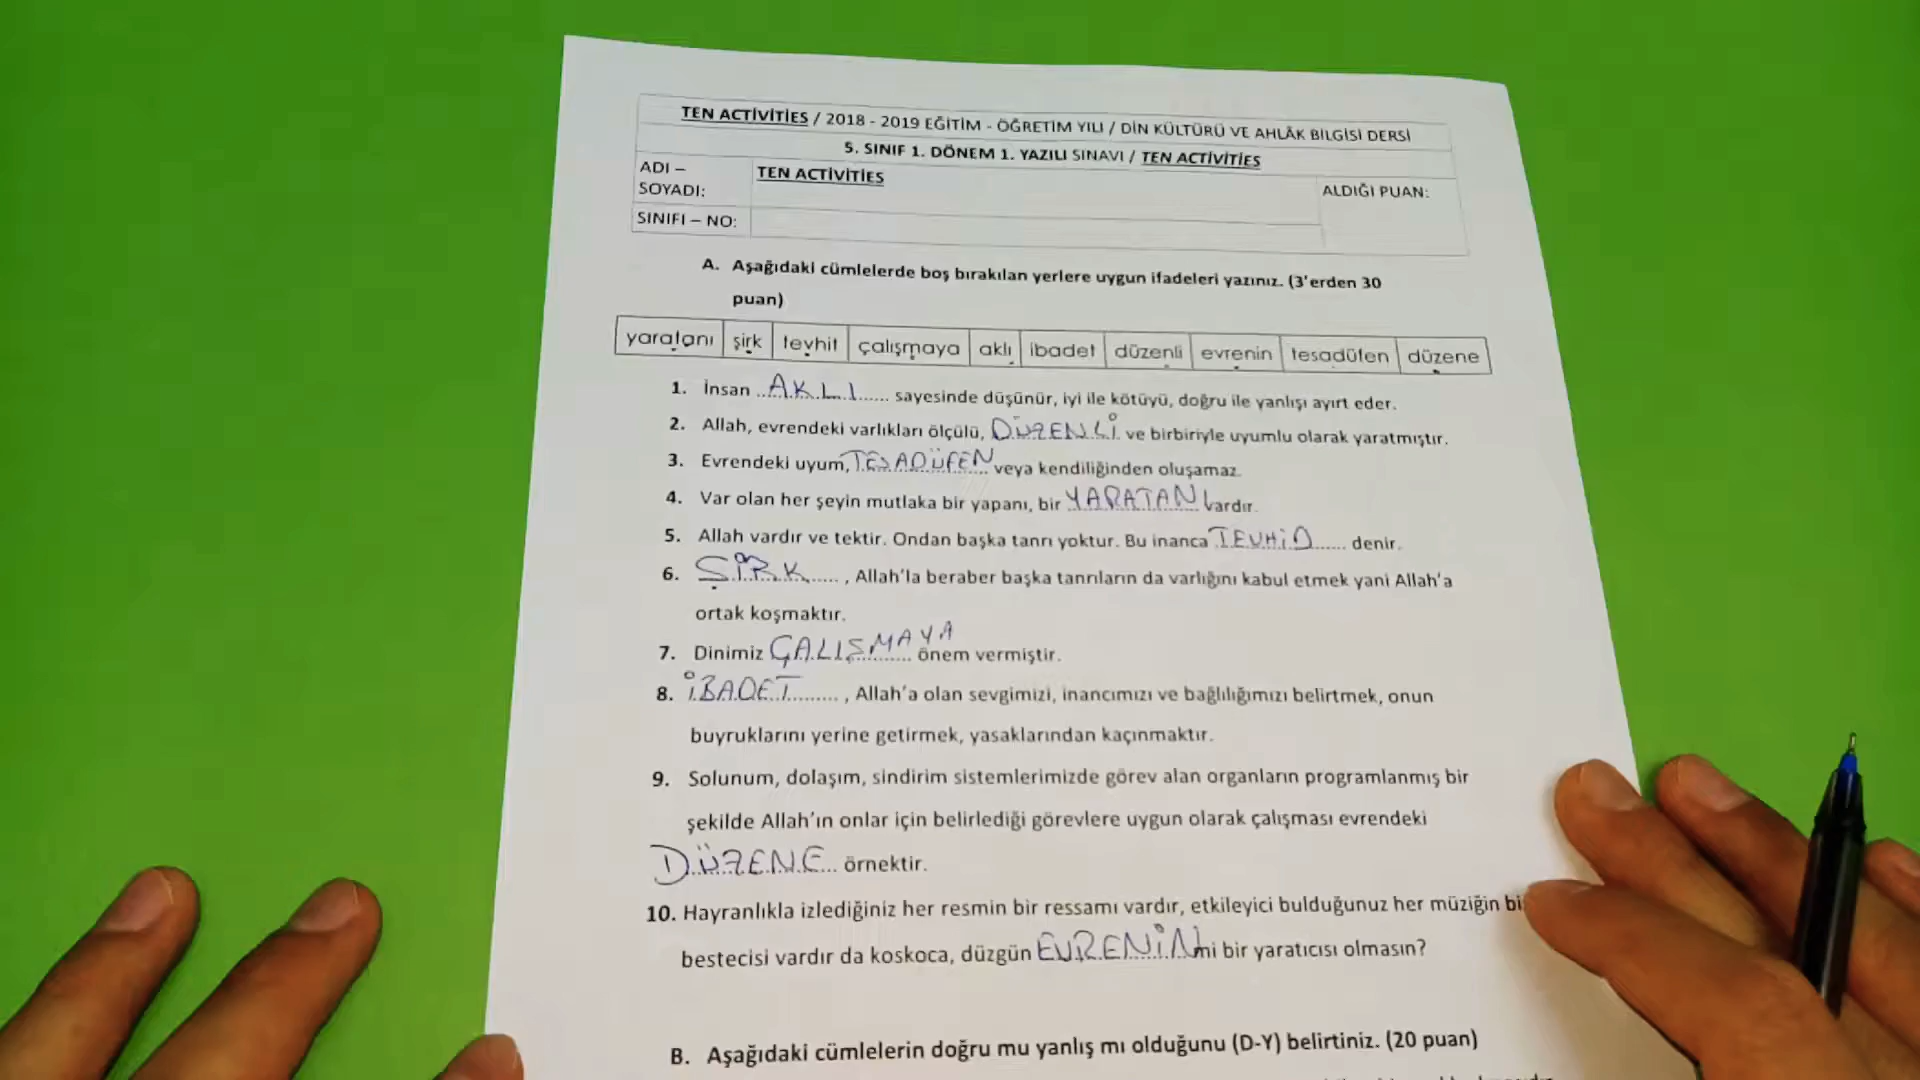 TEN ACTİVİTİES / 2018 - 2019 EĞİTİM - ÖĞRETİM YILI / DİN KÜLTÜRÜ VE AHLÂK BİLGİSİ DERSİ
5. SINIF 1. DÖNEM 1. YAZILI SINAVI / TEN ACTİVİTİES
ADI –
SOYADI:
TEN ACTİVİTİES
ALDIĞI PUAN:
SINIFI – NO:
A. Aşağıdaki cümlelerde boş bırakılan yerlere uygun ifadeleri yazınız. (3'erden 30
puan)
yaratanı şirk tevhit çalışmaya aklı ibadet düzenli evrenin tesadüfen düzene
1. İnsan AKLI sayesinde düşünür, iyi ile kötüyü, doğru ile yanlışı ayırt eder.
2. Allah, evrendeki varlıkları ölçülü, DÜZENLİ ve birbiriyle uyumlu olarak yaratmıştır.
3. Evrendeki uyum, TESADÜFEN veya kendiliğinden oluşamaz.
4. Var olan her şeyin mutlaka bir yapanı, bir YARATANI vardır.
5. Allah vardır ve tektir. Ondan başka tanrı yoktur. Bu inanca TEVHİD denir.
6. ŞİRK , Allah'la beraber başka tanrıların da varlığını kabul etmek yani Allah'a
ortak koşmaktır.
7. Dinimiz ÇALIŞMAYA önem vermiştir.
8. İBADET , Allah'a olan sevgimizi, inancımızı ve bağlılığımızı belirtmek, onun
buyruklarını yerine getirmek, yasaklarından kaçınmaktır.
9. Solunum, dolaşım, sindirim sistemlerimizde görev alan organların programlanmış bir
şekilde Allah'ın onlar için belirlediği görevlere uygun olarak çalışması evrendeki
DÜZENE örnektir.
10. Hayranlıkla izlediğiniz her resmin bir ressamı vardır, etkileyici bulduğunuz her müziğin bi
bestecisi vardır da koskoca, düzgün EVRENİN mi bir yaratıcısı olmasın?
B. Aşağıdaki cümlelerin doğru mu yanlış mı olduğunu (D-Y) belirtiniz. (20 puan)